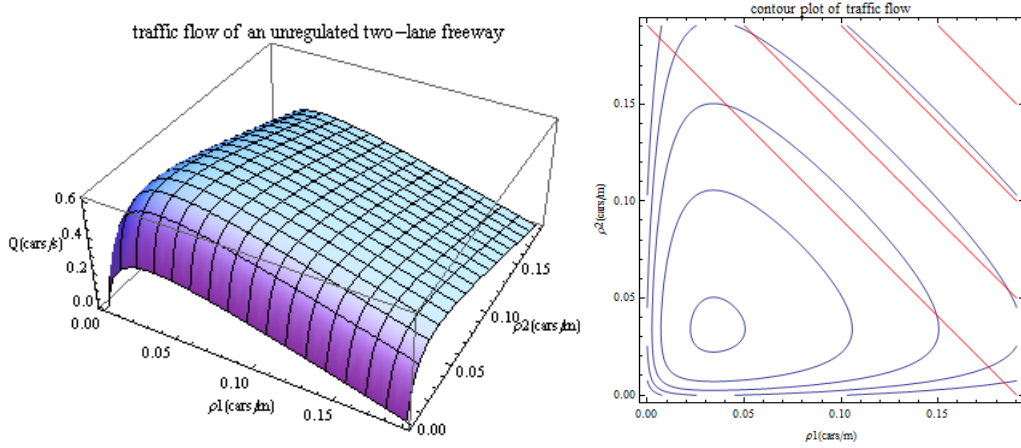 traffic flow of an unregulated two-lane freeway
0.6
0.4
Q(cars/s)
0.2
0.0
0.00
0.05
0.10
ρ1(cars/m)
0.15
0.00
0.05
0.10
ρ2(cars/m)
0.15
contour plot of traffic flow
0.15
ρ2(cars/m)
0.10
0.05
0.00
0.00
0.05
0.10
0.15
ρ1(cars/m)